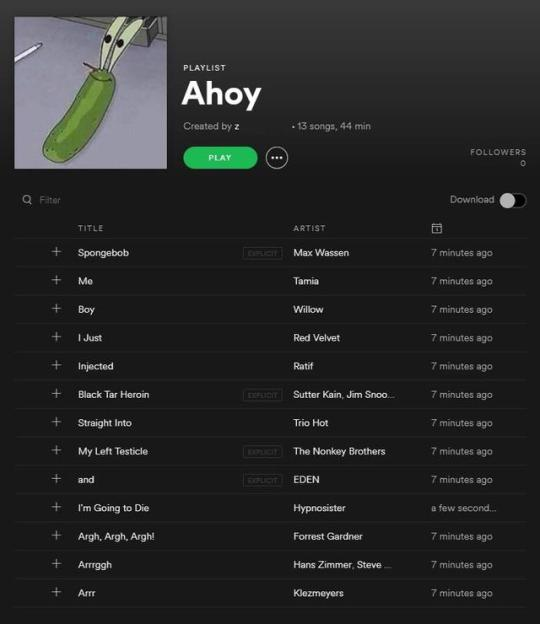 PLAYLIST
Ahoy
Created by z • 13 songs, 44 min
PLAY
FOLLOWERS
0
Filter
Download
TITLE ARTIST
Spongebob EXPLICIT Max Wassen 7 minutes ago
Me Tamia 7 minutes ago
Boy Willow 7 minutes ago
I Just Red Velvet 7 minutes ago
Injected Ratif 7 minutes ago
Black Tar Heroin EXPLICIT Sutter Kain, Jim Snoo... 7 minutes ago
Straight Into Trio Hot 7 minutes ago
My Left Testicle EXPLICIT The Nonkey Brothers 7 minutes ago
and EXPLICIT EDEN 7 minutes ago
I'm Going to Die Hypnosister a few second...
Argh, Argh, Argh! Forrest Gardner 7 minutes ago
Arrrggh Hans Zimmer, Steve ... 7 minutes ago
Arrr Klezmeyers 7 minutes ago